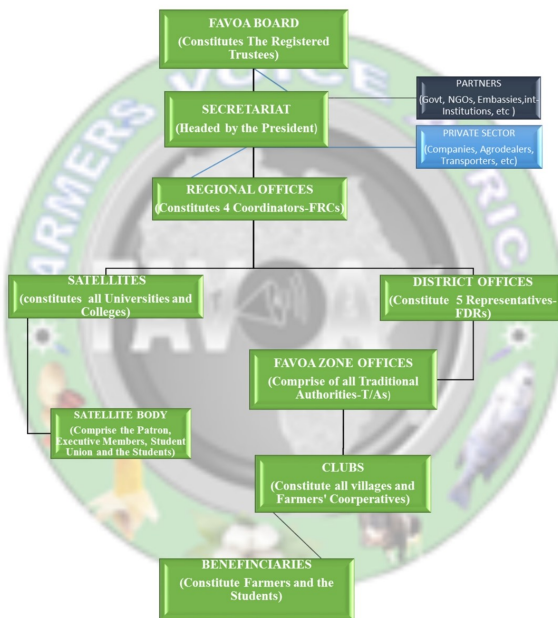 FAVOA BOARD
(Constitutes The Registered
Trustees)
PARTNERS
(Govt, NGOs, Embassies,int-
Institutions, etc )
SECRETARIAT
(Headed by the President)
PRIVATE SECTOR
(Companies, Agrodealers,
Transporters, etc)
REGIONAL OFFICES
(Constitutes 4 Coordinators-FRCs)
SATELLITES
(constitutes all Universities and
Colleges)
DISTRICT OFFICES
(Constitute 5 Representatives-
FDRs)
FAVOA ZONE OFFICES
(Comprise of all Traditional
Authorities-T/As)
SATELLITE BODY
(Comprise the Patron,
Executive Members, Student
Union and the Students)
CLUBS
(Constitute all villages and
Farmers' Coorperatives)
BENEFINCIARIES
(Constitute Farmers and the
Students)